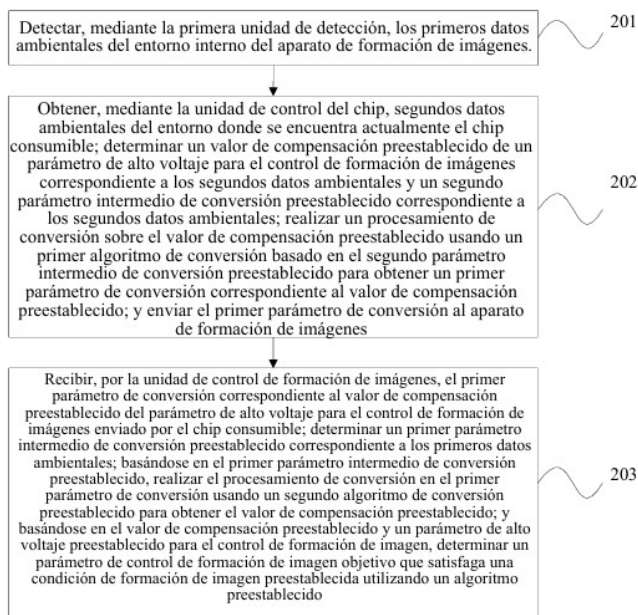 Detectar, mediante la primera unidad de detección, los primeros datos
ambientales del entorno interno del aparato de formación de imágenes.
201
Obtener, mediante la unidad de control del chip, segundos datos
ambientales del entorno donde se encuentra actualmente el chip
consumible; determinar un valor de compensación preestablecido de un
parámetro de alto voltaje para el control de formación de imágenes
correspondiente a los segundos datos ambientales y un segundo
parámetro intermedio de conversión preestablecido correspondiente a
los segundos datos ambientales; realizar un procesamiento de
conversión sobre el valor de compensación preestablecido usando un
primer algoritmo de conversión basado en el segundo parámetro
intermedio de conversión preestablecido para obtener un primer
parámetro de conversión correspondiente al valor de compensación
preestablecido; y enviar el primer parámetro de conversión al aparato
de formación de imágenes
202
Recibir, por la unidad de control de formación de imágenes, el primer
parámetro de conversión correspondiente al valor de compensación
preestablecido del parámetro de alto voltaje para el control de formación de
imágenes enviado por el chip consumible; determinar un primer parámetro
intermedio de conversión preestablecido correspondiente a los primeros datos
ambientales; basándose en el primer parámetro intermedio de conversión
preestablecido, realizar el procesamiento de conversión en el primer
parámetro de conversión usando un segundo algoritmo de conversión
preestablecido para obtener el valor de compensación preestablecido; y
basándose en el valor de compensación preestablecido y un parámetro de alto
voltaje preestablecido para el control de formación de imagen, determinar un
parámetro de control de formación de imagen objetivo que satisfaga una
condición de formación de imagen preestablecida utilizando un algoritmo
preestablecido
203